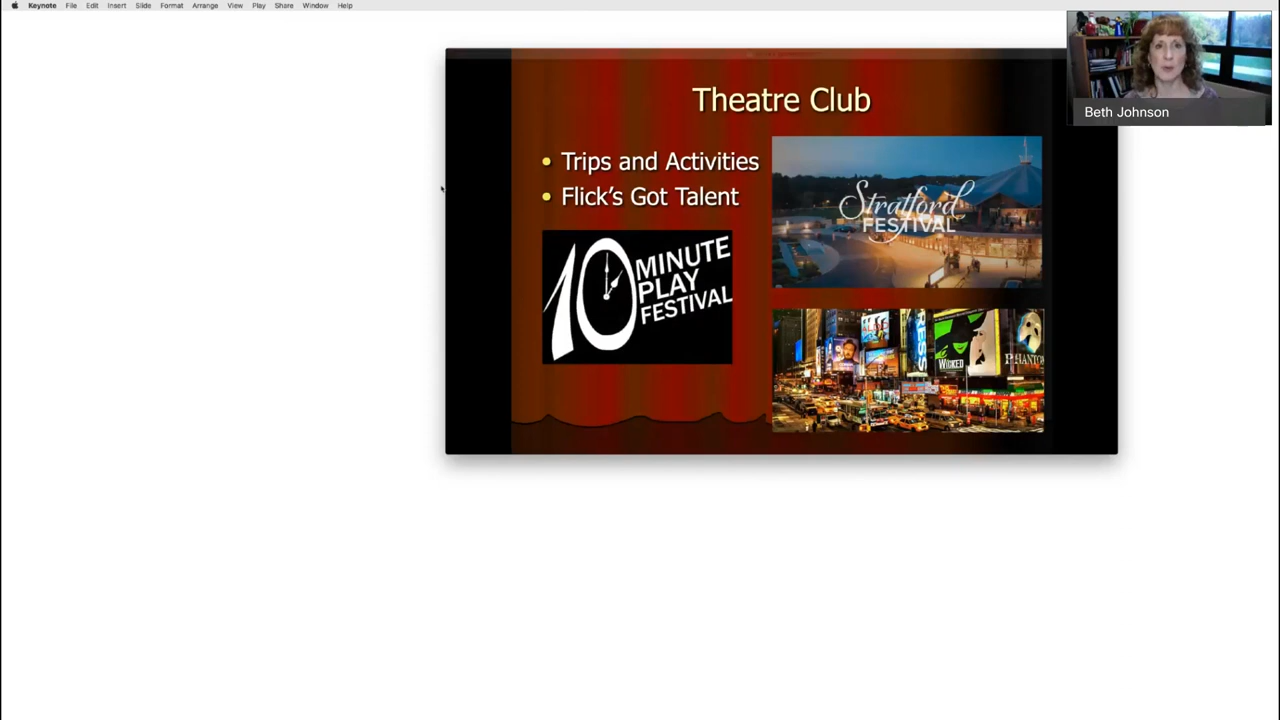 Keynote File Edit Insert Slide Format Arrange View Play Share Window Help
Beth Johnson
Theatre Club
Trips and Activities
Flick’s Got Talent
10 MINUTE
PLAY
FESTIVAL
Stratford
FESTIVAL
WICKED
PHANTOM